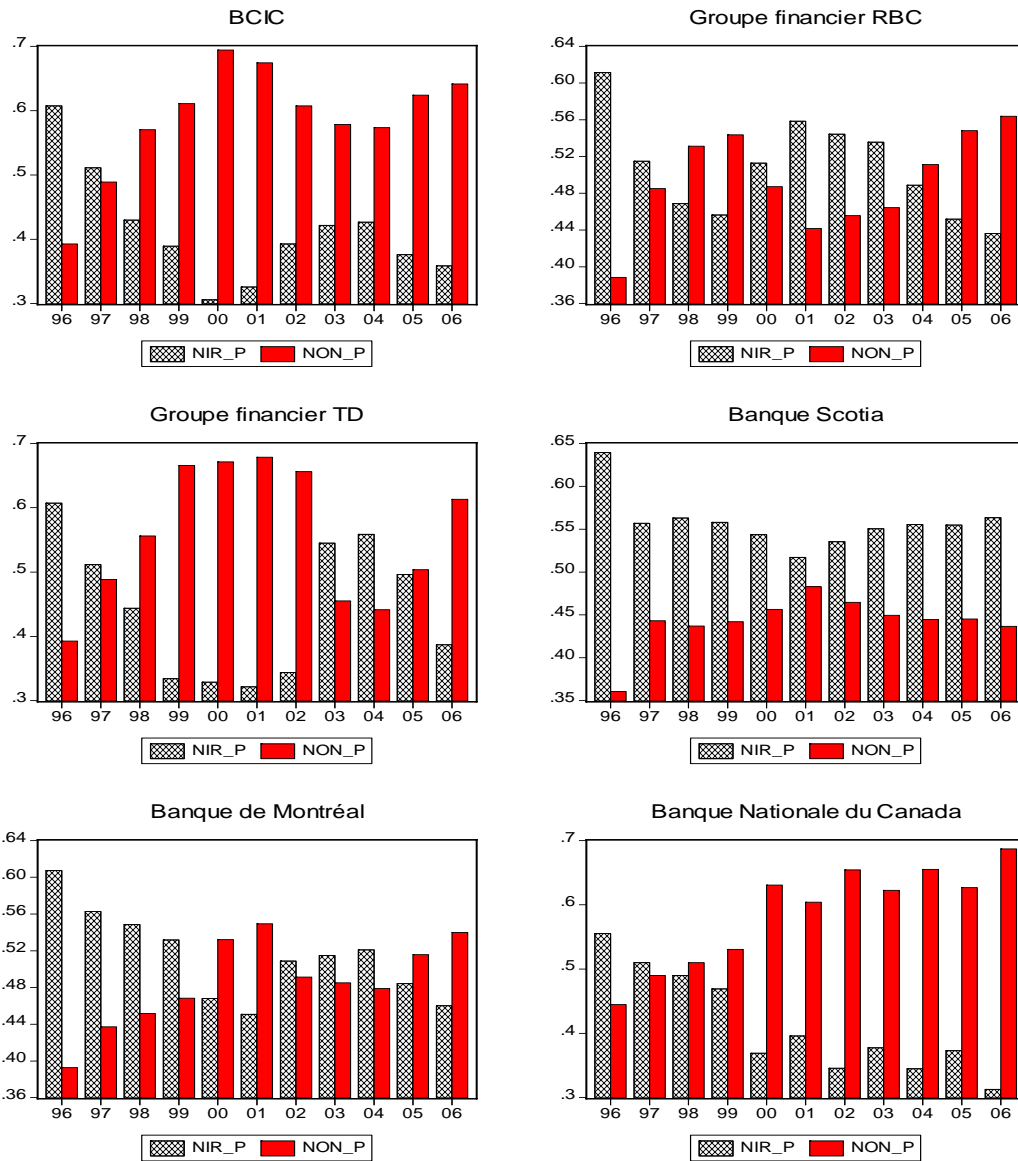 BCIC
.7
.6
.5
.4
.3
96 97 98 99 00 01 02 03 04 05 06
NIR_P NON_P
Groupe financier RBC
.64
.60
.56
.52
.48
.44
.40
.36
96 97 98 99 00 01 02 03 04 05 06
NIR_P NON_P
Groupe financier TD
.7
.6
.5
.4
.3
96 97 98 99 00 01 02 03 04 05 06
NIR_P NON_P
Banque Scotia
.65
.60
.55
.50
.45
.40
.35
96 97 98 99 00 01 02 03 04 05 06
NIR_P NON_P
Banque de Montréal
.64
.60
.56
.52
.48
.44
.40
.36
96 97 98 99 00 01 02 03 04 05 06
NIR_P NON_P
Banque Nationale du Canada
.7
.6
.5
.4
.3
96 97 98 99 00 01 02 03 04 05 06
NIR_P NON_P